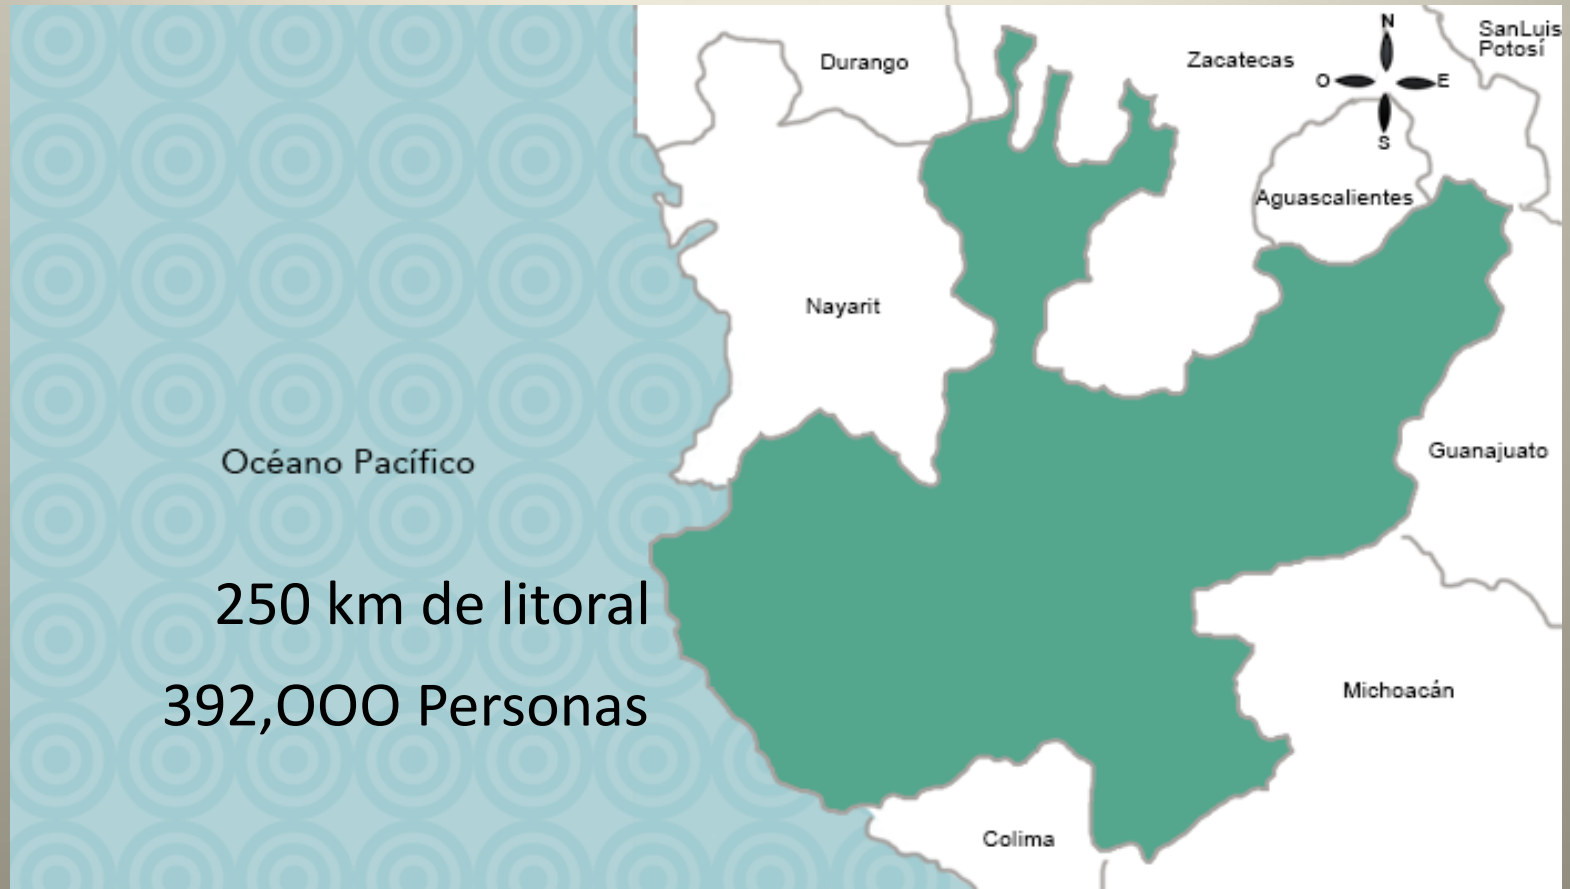 N
SanLuis
Potosí
Durango
Zacatecas
O
E
S
Aguascalientes
Nayarit
Océano Pacífico
Guanajuato
250 km de litoral
392,OOO Personas
Michoacán
Colima